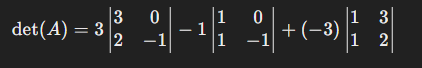 det(A) = 3 |3 0; 2 −1| − 1 |1 0; 1 −1| + (−3) |1 3; 1 2|